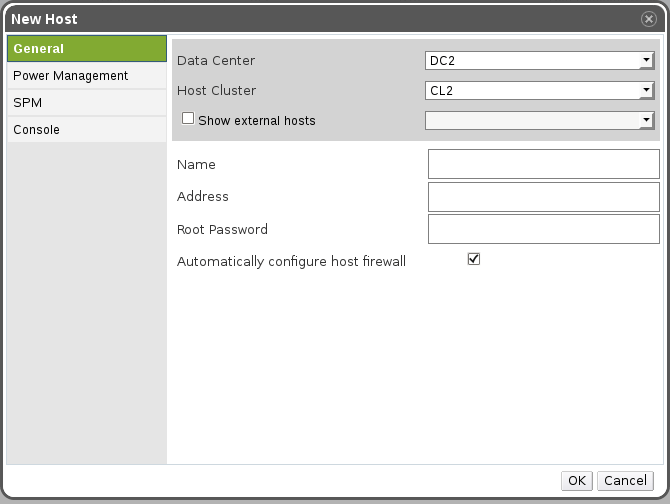 New Host
General
Power Management
SPM
Console
Data Center DC2
Host Cluster CL2
Show external hosts
Name
Address
Root Password
Automatically configure host firewall
OK Cancel